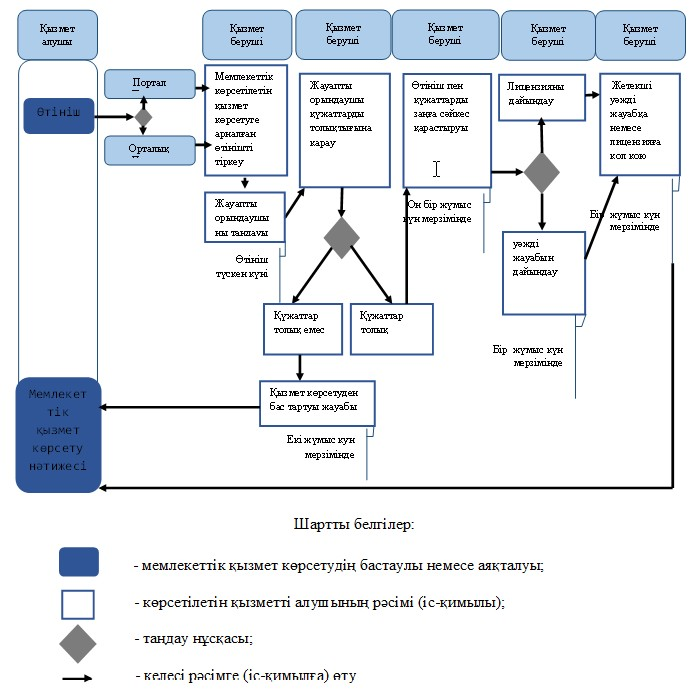 Қызмет
алушы
Қызмет
беруші
Қызмет
беруші
Қызмет
беруші
Қызмет
беруші
Қызмет
беруші
Өтініш
Портал
Орталық
Мемлекеттік
көрсетілетін
қызмет
көрсетуге
арналған
өтінішті
тіркеу
Жауапты
орындаушы
ны таңдауы
Өтініш
түскен күні
Жауапты
орындаушы
құжаттарды
толықтығына
қарау
Құжаттар
толық емес
Құжаттар
толық
Қызмет көрсетуден
бас тартуы жауабы
Екі жұмыс күн
мерзімінде
Өтініш пен
құжаттарды
заңға сәйкес
қарастыруы
Он бір жұмыс
күн мерзімінде
Лицензияны
дайындау
уәжді
жауабын
дайындау
Бір жұмыс күн
мерзімінде
Жетекші
уәжді
жауабқа
немесе
лицензияға
қол қою
Бір жұмыс күн
мерзімінде
Мемлекет
тік
қызмет
көрсету
нәтижесі
Шартты белгілер:
- мемлекеттік қызмет көрсетудің бастаулы немесе аяқталуы;
- көрсетілетін қызметті алушының рәсімі (іс-қимылы);
- таңдау нұсқасы;
- келесі рәсімге (іс-қимылға) өту